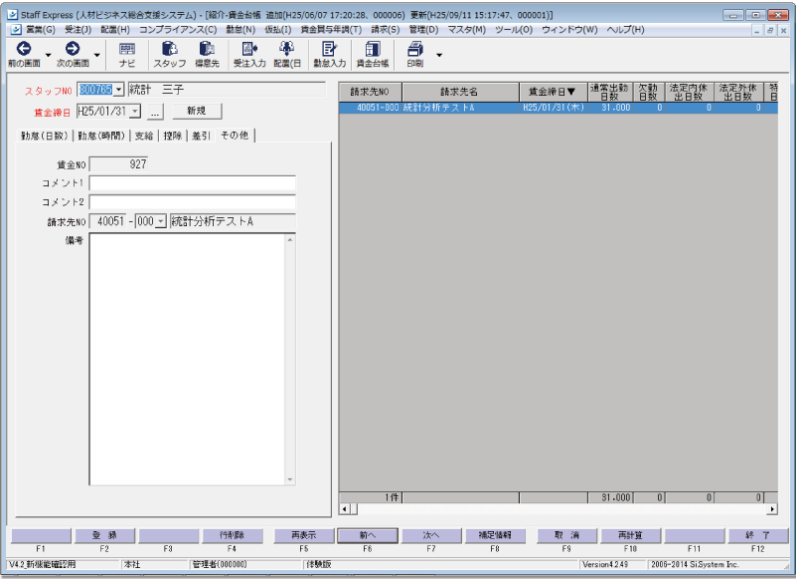 Staff Express (人材ビジネス総合支援システム) - [紹介-賃金台帳 追加(H25/06/07 17:20:28、000006) 更新(H25/09/11 15:17:47、000001)]
営業(G) 受注(J) 配置(H) コンプライアンス(C) 勤怠(N) 仮払(I) 賃金賞与年調(T) 請求(S) 管理(D) マスタ(M) ツール(O) ウィンドウ(W) ヘルプ(H)
前の画面 次の画面 ナビ スタッフ 得意先 受注入力 配置(日 勤怠入力 賃金台帳 印刷
スタッフNO 800765 統計 三子
賃金締日 H25/01/31 ... 新規
勤怠(日数) 勤怠(時間) 支給 控除 差引 その他
賃金NO 927
コメント1
コメント2
請求先NO 40051 - 000 統計分析テストA
備考
請求先NO 請求先名 賃金締日▼ 通常出勤日数 欠勤日数 法定内休出日数 法定外休出日数 特日
40051-000 統計分析テストA H25/01/31(木) 31.000 0 0 0
1件 31.000 0 0 0
登 録 行削除 再表示 前へ 次へ 補足情報 取 消 再計算 終 了
F1 F2 F3 F4 F5 F6 F7 F8 F9 F10 F11 F12
V4.2_新機能確認用 本社 管理者(000000) 体験版 Version4.2.49 2006-2014 Si.System Inc.